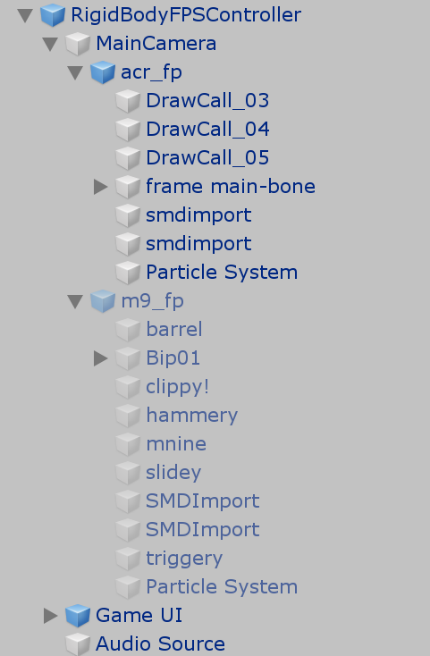 RigidBodyFPSController
MainCamera
acr_fp
DrawCall_03
DrawCall_04
DrawCall_05
frame main-bone
smdimport
smdimport
Particle System
m9_fp
barrel
Bip01
clippy!
hammery
mnine
slidey
SMDImport
SMDImport
triggery
Particle System
Game UI
Audio Source